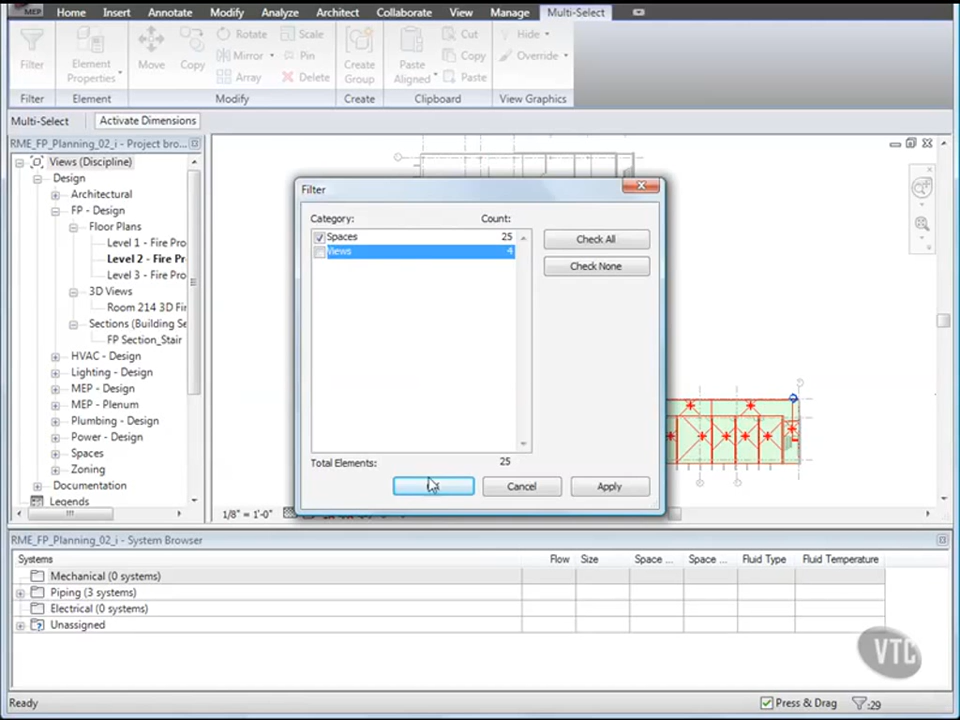 MEP Home Insert Annotate Modify Analyze Architect Collaborate View Manage Multi-Select
Filter
Element Properties
Move
Copy
Rotate
Mirror
Array
Scale
Pin
Delete
Create Group
Paste Aligned
Cut
Copy
Paste
Hide
Override
Filter Element Modify Create Clipboard View Graphics
Multi-Select Activate Dimensions
RME_FP_Planning_02_i - Project bro...
Views (Discipline)
Design
Architectural
FP - Design
Floor Plans
Level 1 - Fire Pro
Level 2 - Fire Pr
Level 3 - Fire Pro
3D Views
Room 214 3D Fi
Sections (Building Se
FP Section_Stair
HVAC - Design
Lighting - Design
MEP - Design
MEP - Plenum
Plumbing - Design
Power - Design
Spaces
Zoning
Documentation
Legends
Filter
Category: Count:
Spaces 25
Views 4
Check All
Check None
Total Elements: 25
Cancel Apply
1/8" = 1'-0"
RME_FP_Planning_02_i - System Browser
Systems Flow Size Space ... Space ... Fluid Type Fluid Temperature
Mechanical (0 systems)
Piping (3 systems)
Electrical (0 systems)
Unassigned
VTC
Ready Press & Drag :29